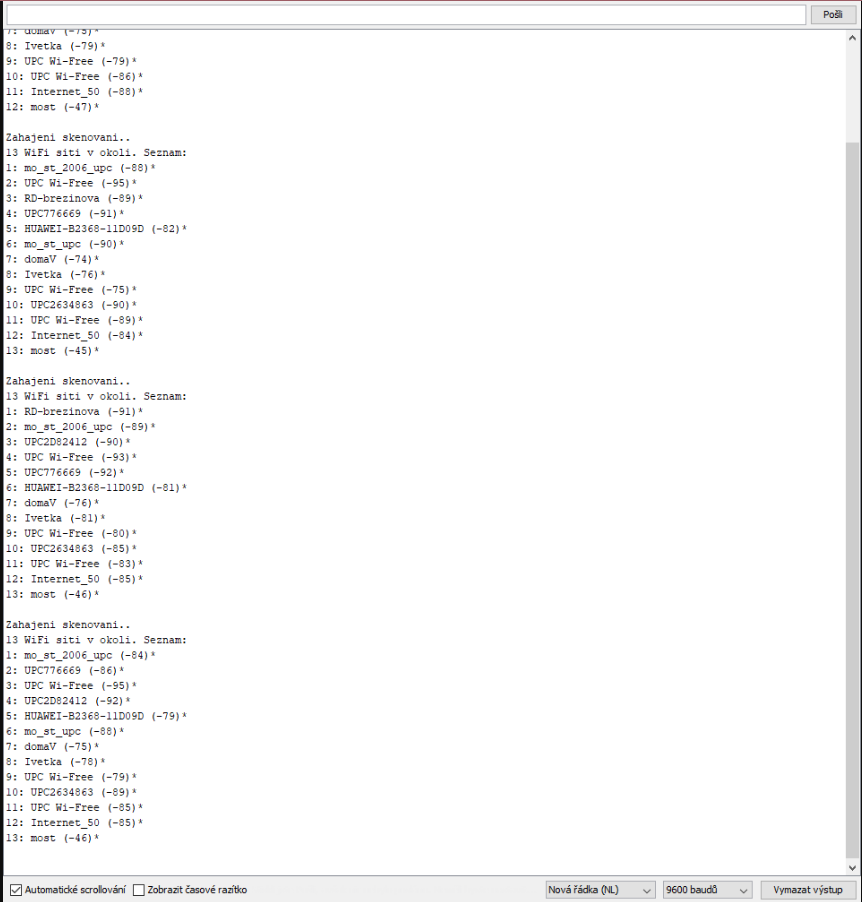 Pošli
7: domaV (-75)*
8: Ivetka (-79)*
9: UPC Wi-Free (-79)*
10: UPC Wi-Free (-86)*
11: Internet_50 (-88)*
12: most (-47)*
Zahajeni skenovani..
13 WiFi siti v okoli. Seznam:
1: mo_st_2006_upc (-88)*
2: UPC Wi-Free (-95)*
3: RD-brezinova (-89)*
4: UPC776669 (-91)*
5: HUAWEI-B2368-11D09D (-82)*
6: mo_st_upc (-90)*
7: domaV (-74)*
8: Ivetka (-76)*
9: UPC Wi-Free (-75)*
10: UPC2634863 (-90)*
11: UPC Wi-Free (-89)*
12: Internet_50 (-84)*
13: most (-45)*
Zahajeni skenovani..
13 WiFi siti v okoli. Seznam:
1: RD-brezinova (-91)*
2: mo_st_2006_upc (-89)*
3: UPC2D82412 (-90)*
4: UPC Wi-Free (-93)*
5: UPC776669 (-92)*
6: HUAWEI-B2368-11D09D (-81)*
7: domaV (-76)*
8: Ivetka (-81)*
9: UPC Wi-Free (-80)*
10: UPC2634863 (-85)*
11: UPC Wi-Free (-83)*
12: Internet_50 (-85)*
13: most (-46)*
Zahajeni skenovani..
13 WiFi siti v okoli. Seznam:
1: mo_st_2006_upc (-84)*
2: UPC776669 (-86)*
3: UPC Wi-Free (-95)*
4: UPC2D82412 (-92)*
5: HUAWEI-B2368-11D09D (-79)*
6: mo_st_upc (-88)*
7: domaV (-75)*
8: Ivetka (-78)*
9: UPC Wi-Free (-79)*
10: UPC2634863 (-89)*
11: UPC Wi-Free (-85)*
12: Internet_50 (-85)*
13: most (-46)*
Automatické scrollování Zobrazit časové razítko Nová řádka (NL) 9600 baudů Vymazat výstup